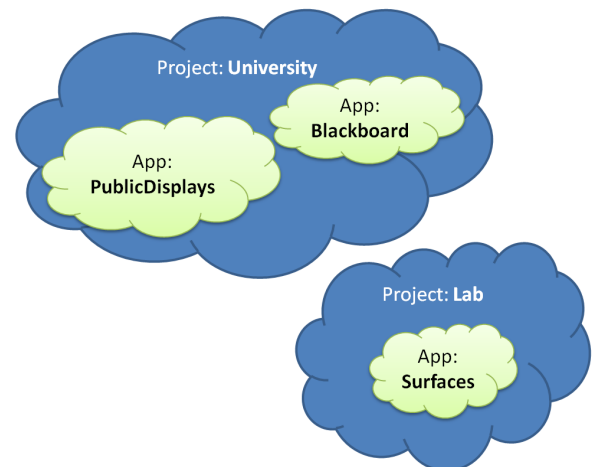 Project: University
App:
Blackboard
App:
PublicDisplays
Project: Lab
App:
Surfaces